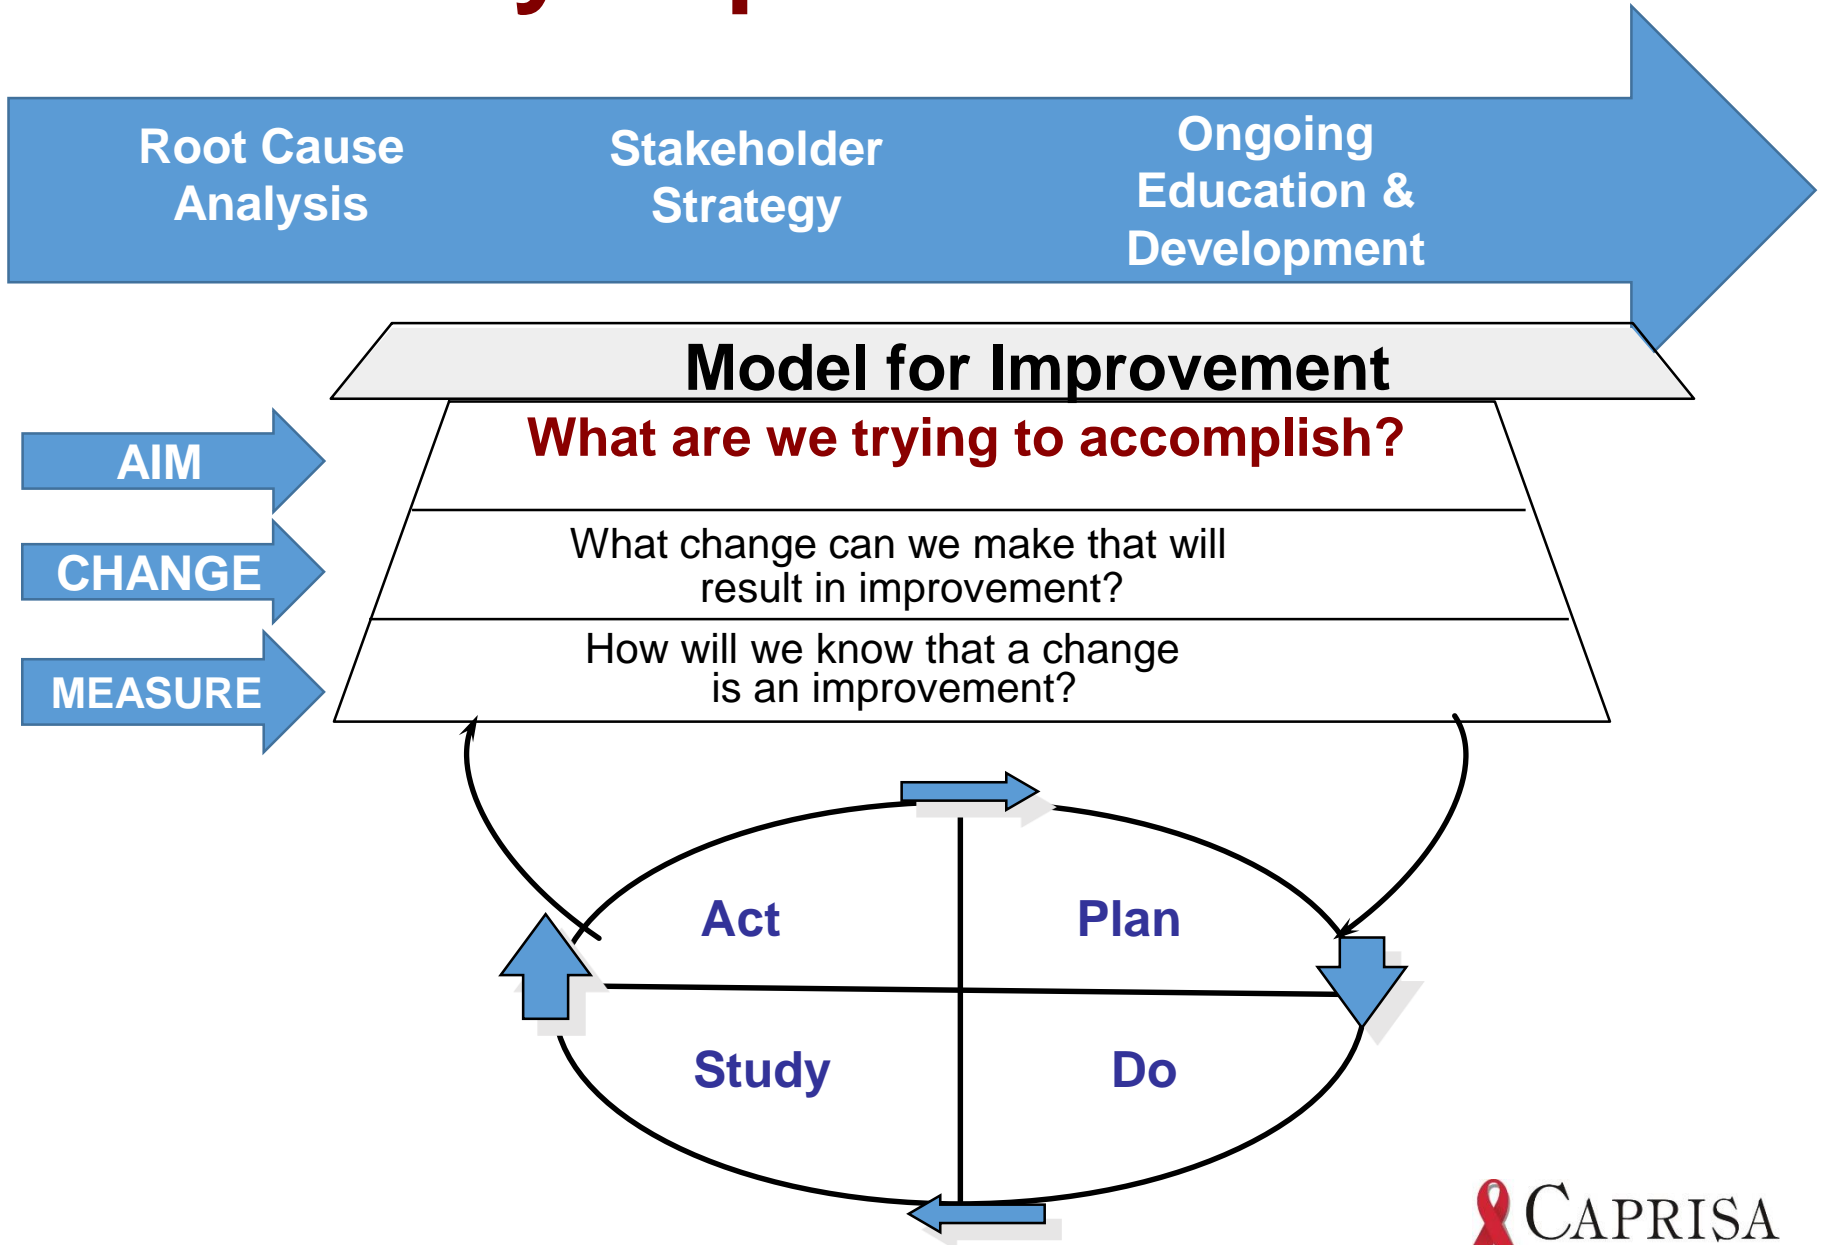 Root Cause
Analysis
Stakeholder
Strategy
Ongoing
Education &
Development
Model for Improvement
AIM
What are we trying to accomplish?
CHANGE
What change can we make that will
result in improvement?
MEASURE
How will we know that a change
is an improvement?
Act
Plan
Study
Do
CAPRISA